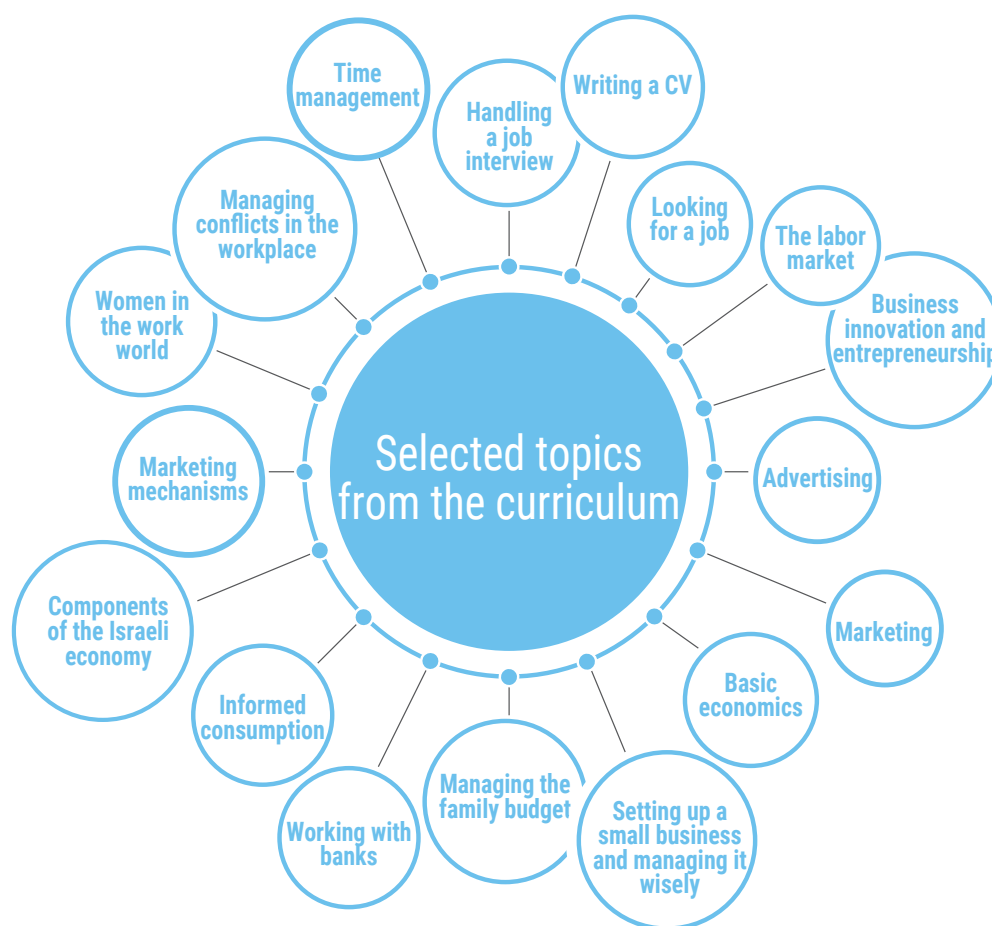 Time
management
Handling
a job
interview
Writing a CV
Looking
for a job
The labor
market
Business
innovation and
entrepreneurship
Advertising
Marketing
Basic
economics
Setting up a
small business
and managing it
wisely
Managing the
family budget
Working with
banks
Informed
consumption
Components
of the Israeli
economy
Marketing
mechanisms
Women in
the work
world
Managing
conflicts in the
workplace
Selected topics
from the curriculum